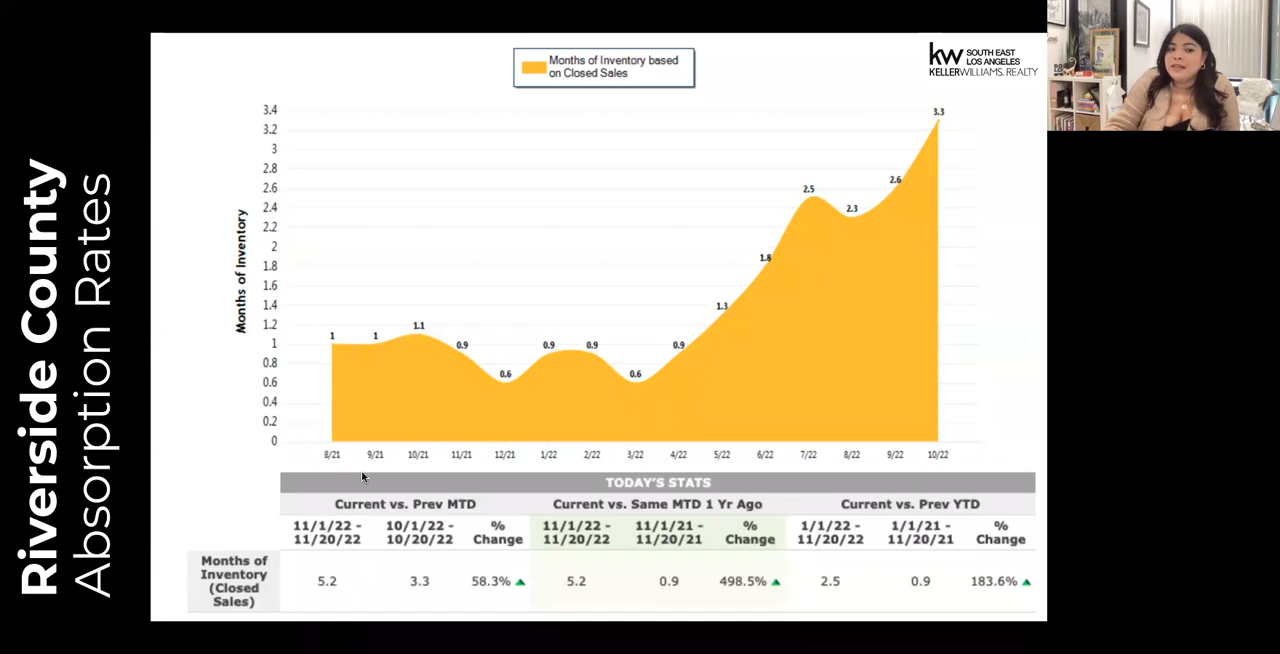 Riverside County
Absorption Rates
Months of Inventory based
on Closed Sales
kw SOUTH EAST
LOS ANGELES
KELLERWILLIAMS. REALTY
Months of Inventory
3.4
3.2
3
2.8
2.6
2.4
2.2
2
1.8
1.6
1.4
1.2
1
0.8
0.6
0.4
0.2
0
1 1 1.1 0.9 0.6 0.9 0.9 0.6 0.9 1.3 1.8 2.5 2.3 2.6 3.3
8/21 9/21 10/21 11/21 12/21 1/22 2/22 3/22 4/22 5/22 6/22 7/22 8/22 9/22 10/22
TODAY'S STATS
Current vs. Prev MTD Current vs. Same MTD 1 Yr Ago Current vs. Prev YTD
11/1/22 - 10/1/22 - % 11/1/22 - 11/1/21 - % 1/1/22 - 1/1/21 - %
11/20/22 10/20/22 Change 11/20/22 11/20/21 Change 11/20/22 11/20/21 Change
Months of
Inventory
(Closed
Sales)
5.2 3.3 58.3% 5.2 0.9 498.5% 2.5 0.9 183.6%